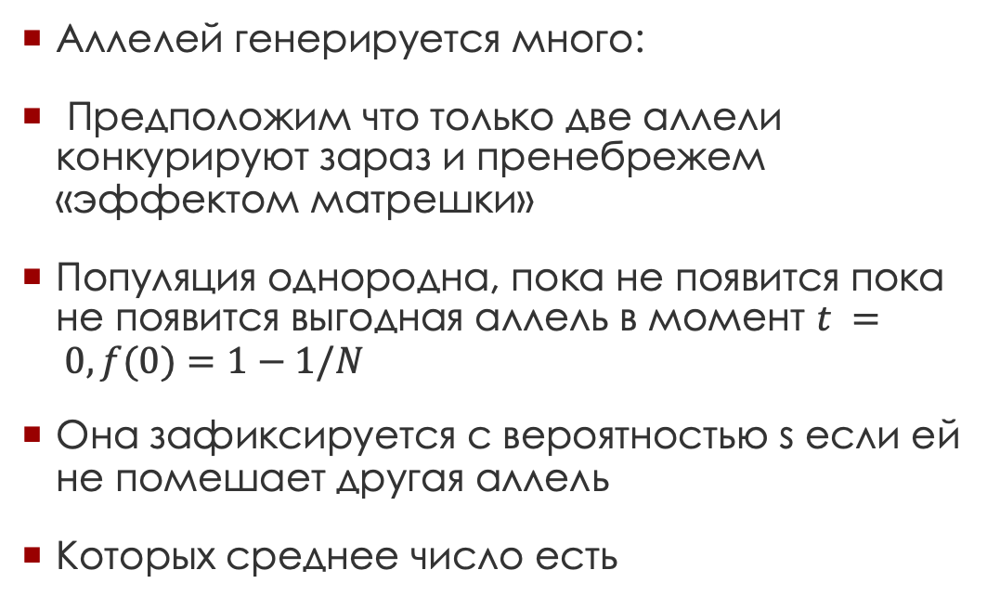 ▪ Аллелей генерируется много:
▪ Предположим что только две аллели
конкурируют зараз и пренебрежем
«эффектом матрешки»
▪ Популяция однородна, пока не появится пока
не появится выгодная аллель в момент t =
0, f(0) = 1 − 1/N
▪ Она зафиксируется с вероятностью s если ей
не помешает другая аллель
▪ Которых среднее число есть